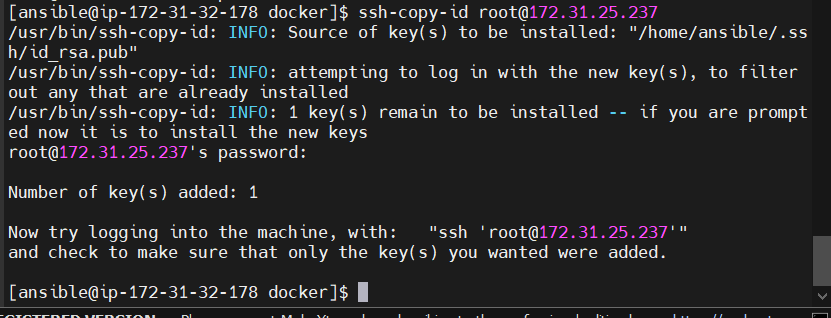 [ansible@ip-172-31-32-178 docker]$ ssh-copy-id root@172.31.25.237
/usr/bin/ssh-copy-id: INFO: Source of key(s) to be installed: "/home/ansible/.ss
h/id_rsa.pub"
/usr/bin/ssh-copy-id: INFO: attempting to log in with the new key(s), to filter
out any that are already installed
/usr/bin/ssh-copy-id: INFO: 1 key(s) remain to be installed -- if you are prompt
ed now it is to install the new keys
root@172.31.25.237's password:
Number of key(s) added: 1
Now try logging into the machine, with:   "ssh 'root@172.31.25.237'"
and check to make sure that only the key(s) you wanted were added.
[ansible@ip-172-31-32-178 docker]$